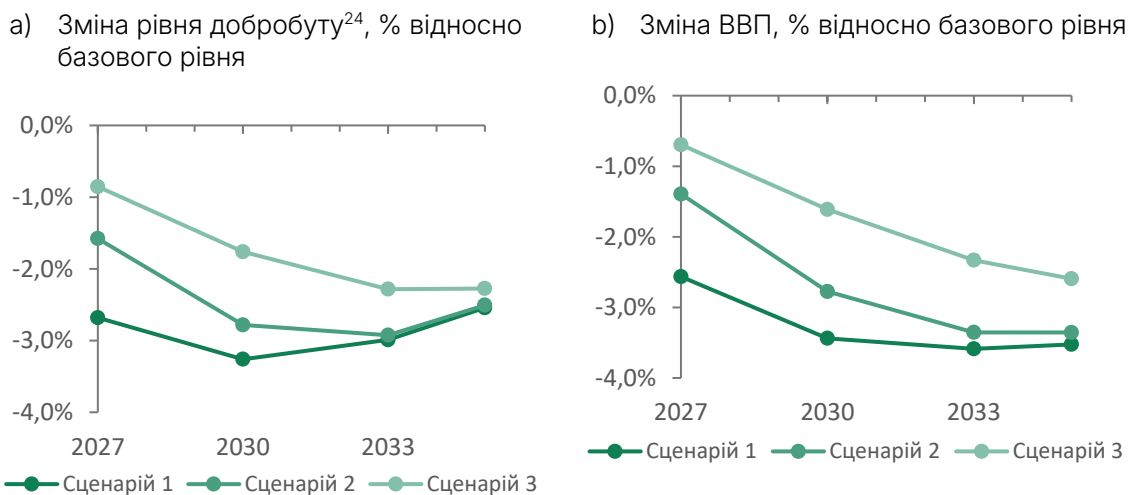 a) Зміна рівня добробуту24, % відносно
базового рівня
0,0%
-1,0%
-2,0%
-3,0%
-4,0%
2027 2030 2033
Сценарій 1 Сценарій 2 Сценарій 3
b) Зміна ВВП, % відносно базового рівня
0,0%
-1,0%
-2,0%
-3,0%
-4,0%
2027 2030 2033
Сценарій 1 Сценарій 2 Сценарій 3